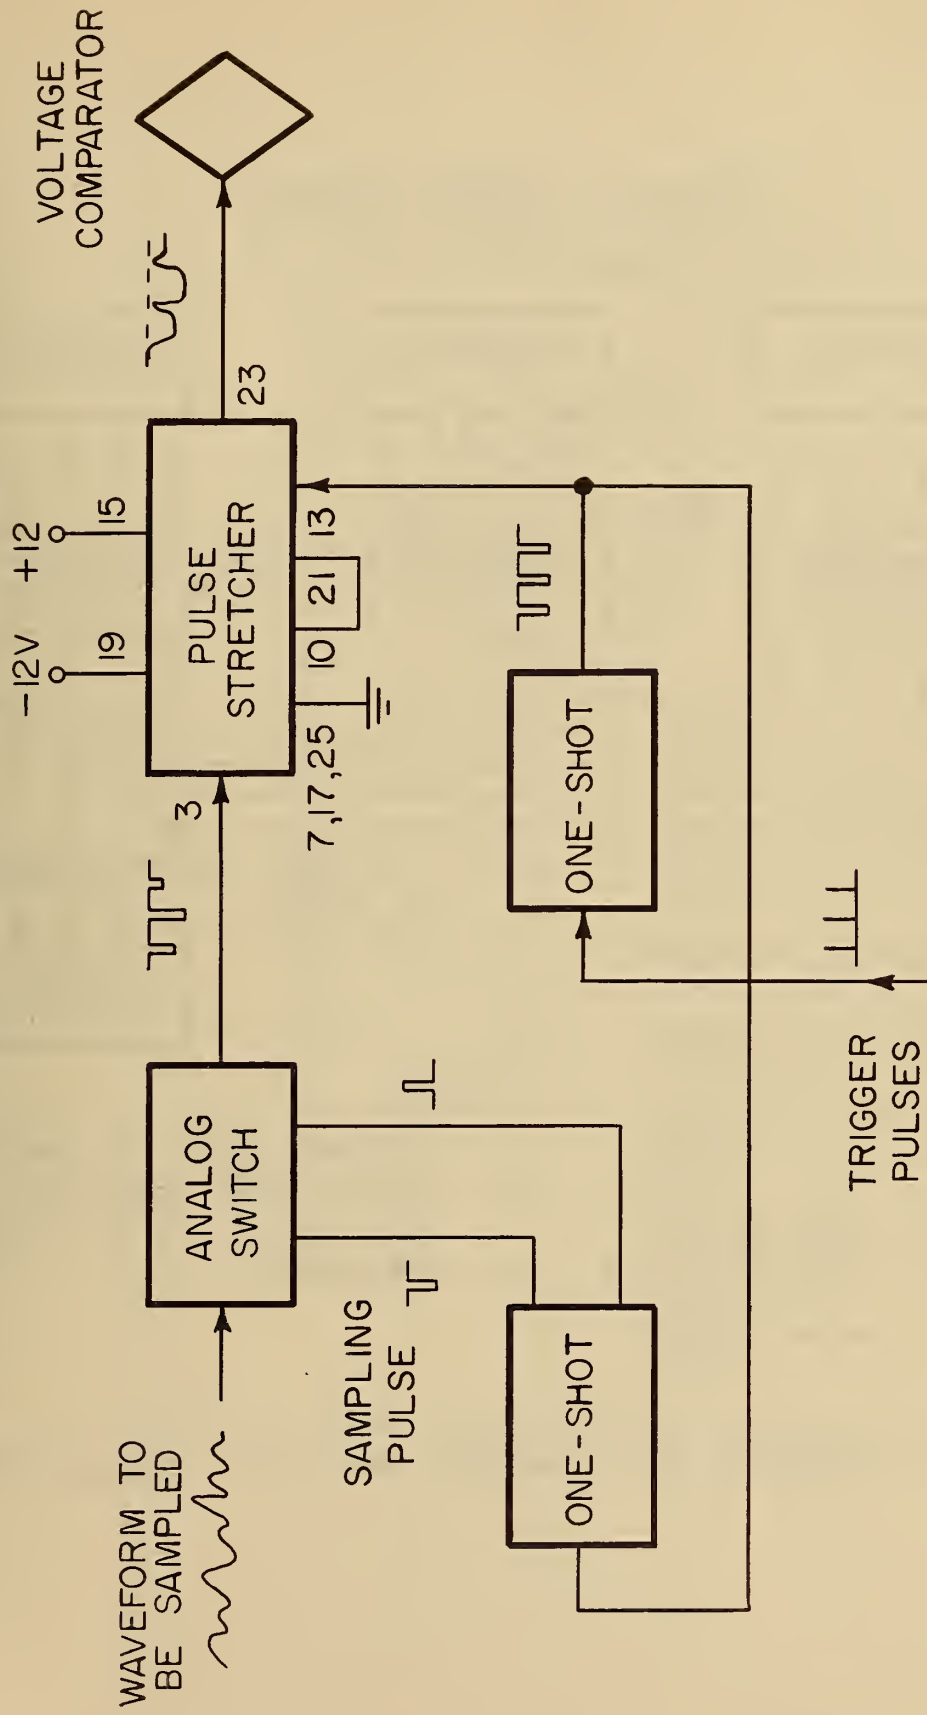 WAVEFORM TO
BE SAMPLED
ANALOG
SWITCH
SAMPLING
PULSE
ONE-SHOT
3
-12V
+12
19
15
PULSE
STRETCHER
7,17,25
10
21
13
23
VOLTAGE
COMPARATOR
ONE-SHOT
TRIGGER
PULSES